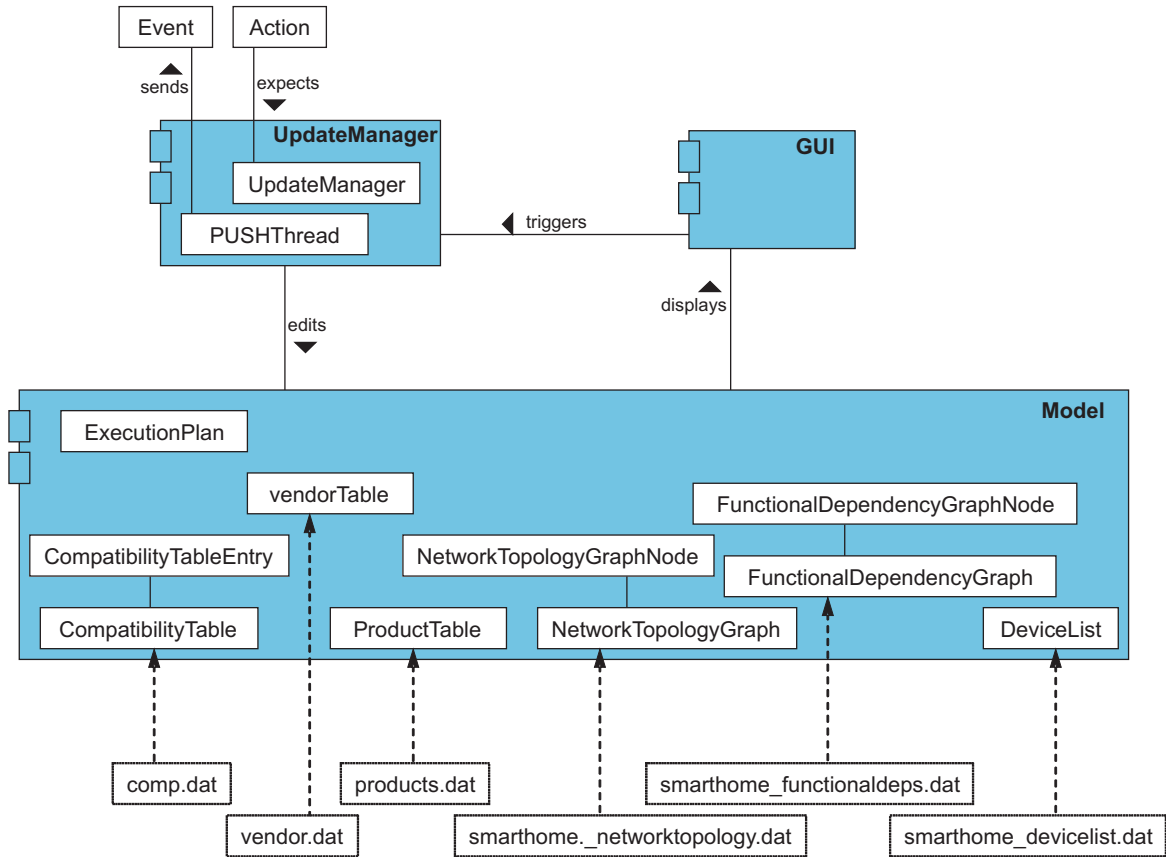 Event
Action
sends
expects
UpdateManager
GUI
UpdateManager
PUSHThread
triggers
displays
edits
Model
ExecutionPlan
vendorTable
FunctionalDependencyGraphNode
CompatibilityTableEntry
NetworkTopologyGraphNode
FunctionalDependencyGraph
CompatibilityTable
ProductTable
NetworkTopologyGraph
DeviceList
comp.dat
products.dat
smarthome_functionaldeps.dat
vendor.dat
smarthome._networktopology.dat
smarthome_devicelist.dat